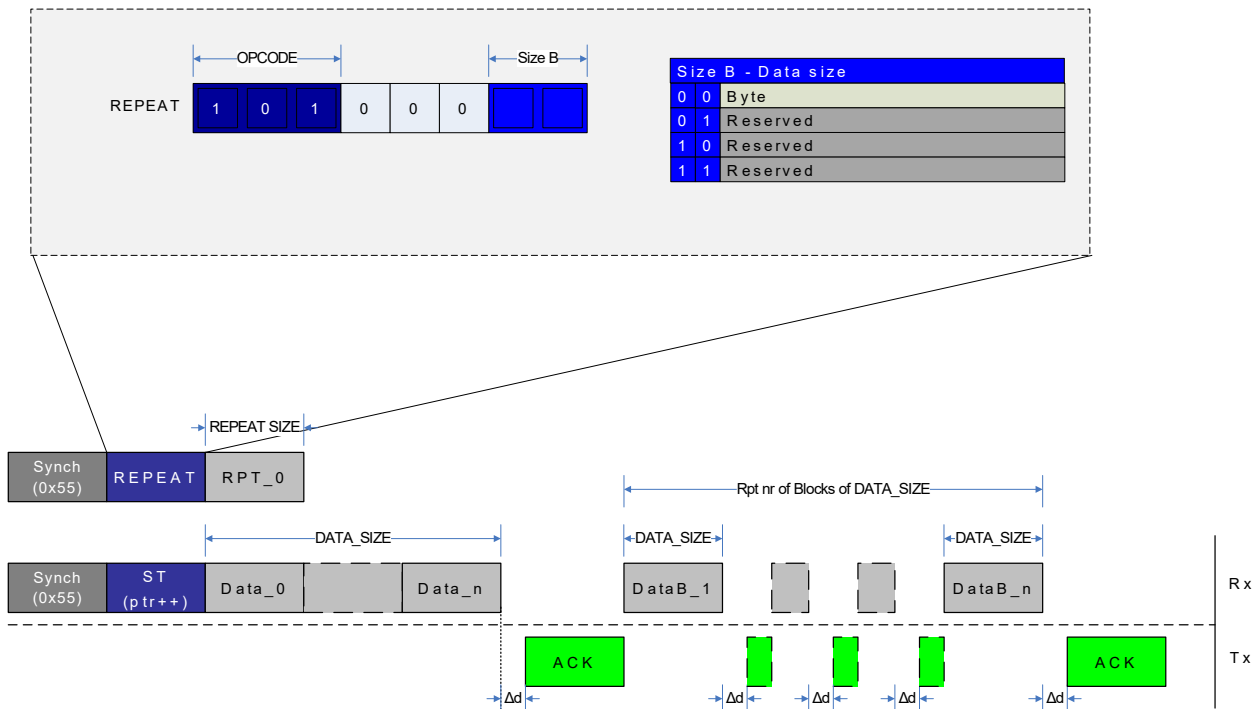 OPCODE
Size B
REPEAT
1 0 1 0 0 0
Size B - Data size
0 0 Byte
0 1 Reserved
1 0 Reserved
1 1 Reserved
REPEAT SIZE
Synch
(0x55)
REPEAT
RPT_0
Rpt nr of Blocks of DATA_SIZE
DATA_SIZE
DATA_SIZE
DATA_SIZE
Synch
(0x55)
ST
(ptr++)
Data_0
Data_n
DataB_1
DataB_n
Rx
ACK
ACK
Tx
Δd
Δd
Δd
Δd
Δd